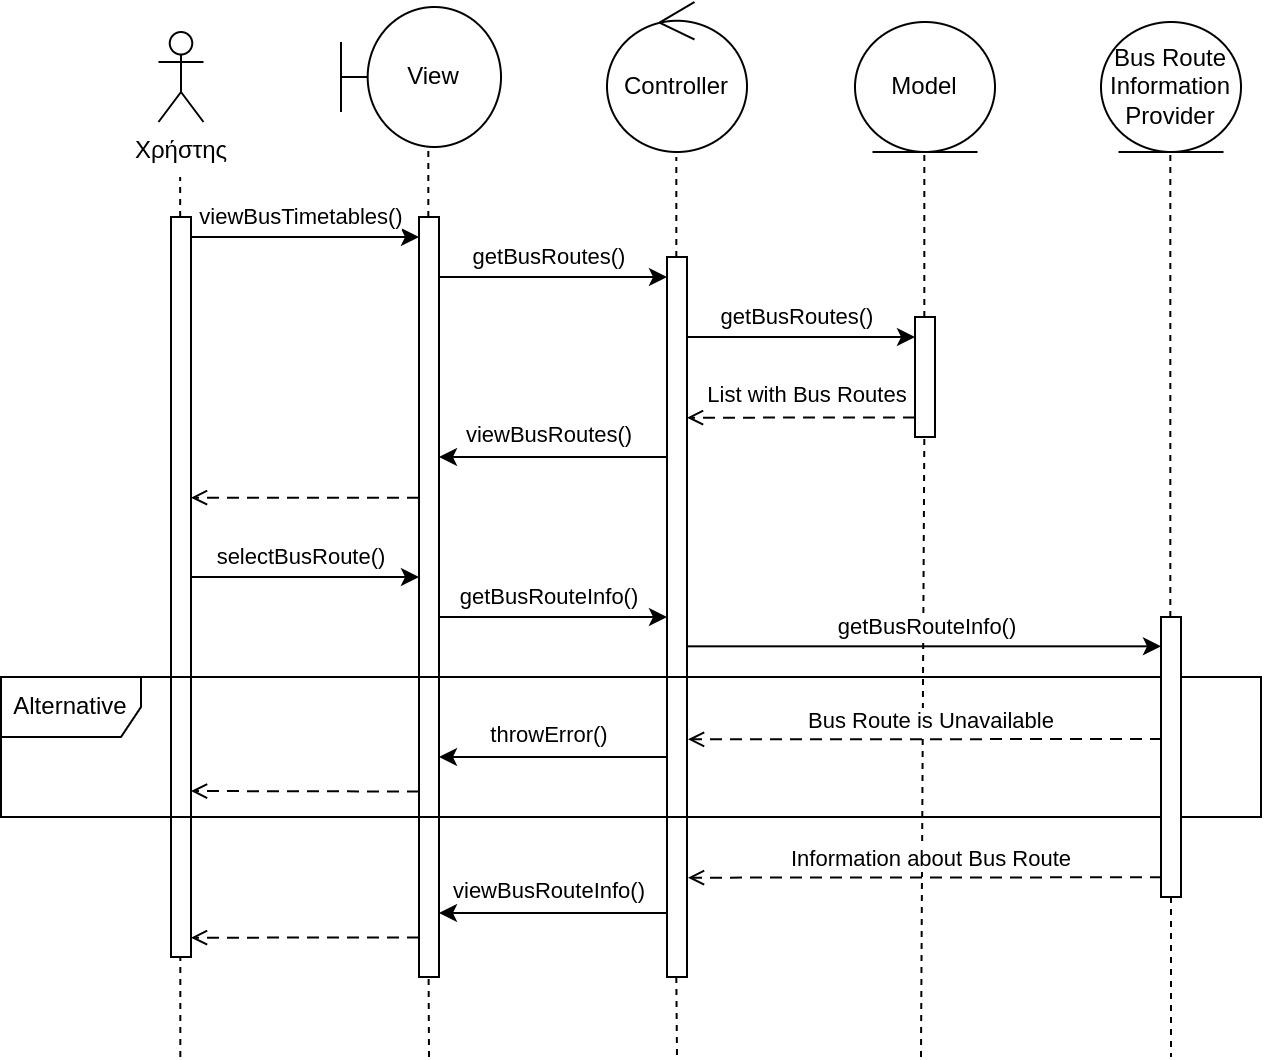 View
Controller
Model
Bus Route
Information
Provider
Χρήστης
viewBusTimetables()
getBusRoutes()
getBusRoutes()
List with Bus Routes
viewBusRoutes()
selectBusRoute()
getBusRouteInfo()
getBusRouteInfo()
Alternative
Bus Route is Unavailable
throwError()
Information about Bus Route
viewBusRouteInfo()